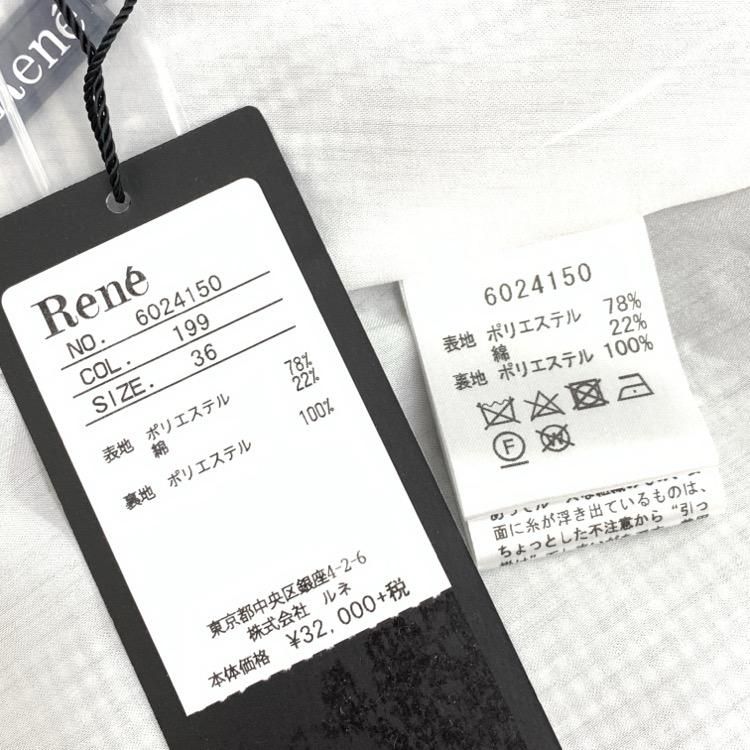 René
René
NO. 6024150
COL. 199
SIZE. 36
表地 ポリエステル 78%
綿 22%
裏地 ポリエステル 100%
東京都中央区銀座4-2-6
株式会社 ルネ
本体価格 ¥32,000+税
6024150
表地 ポリエステル 78%
綿 22%
裏地 ポリエステル 100%
F W
面に糸が浮き出ているものは、
ちょっとした不注意から“引っ